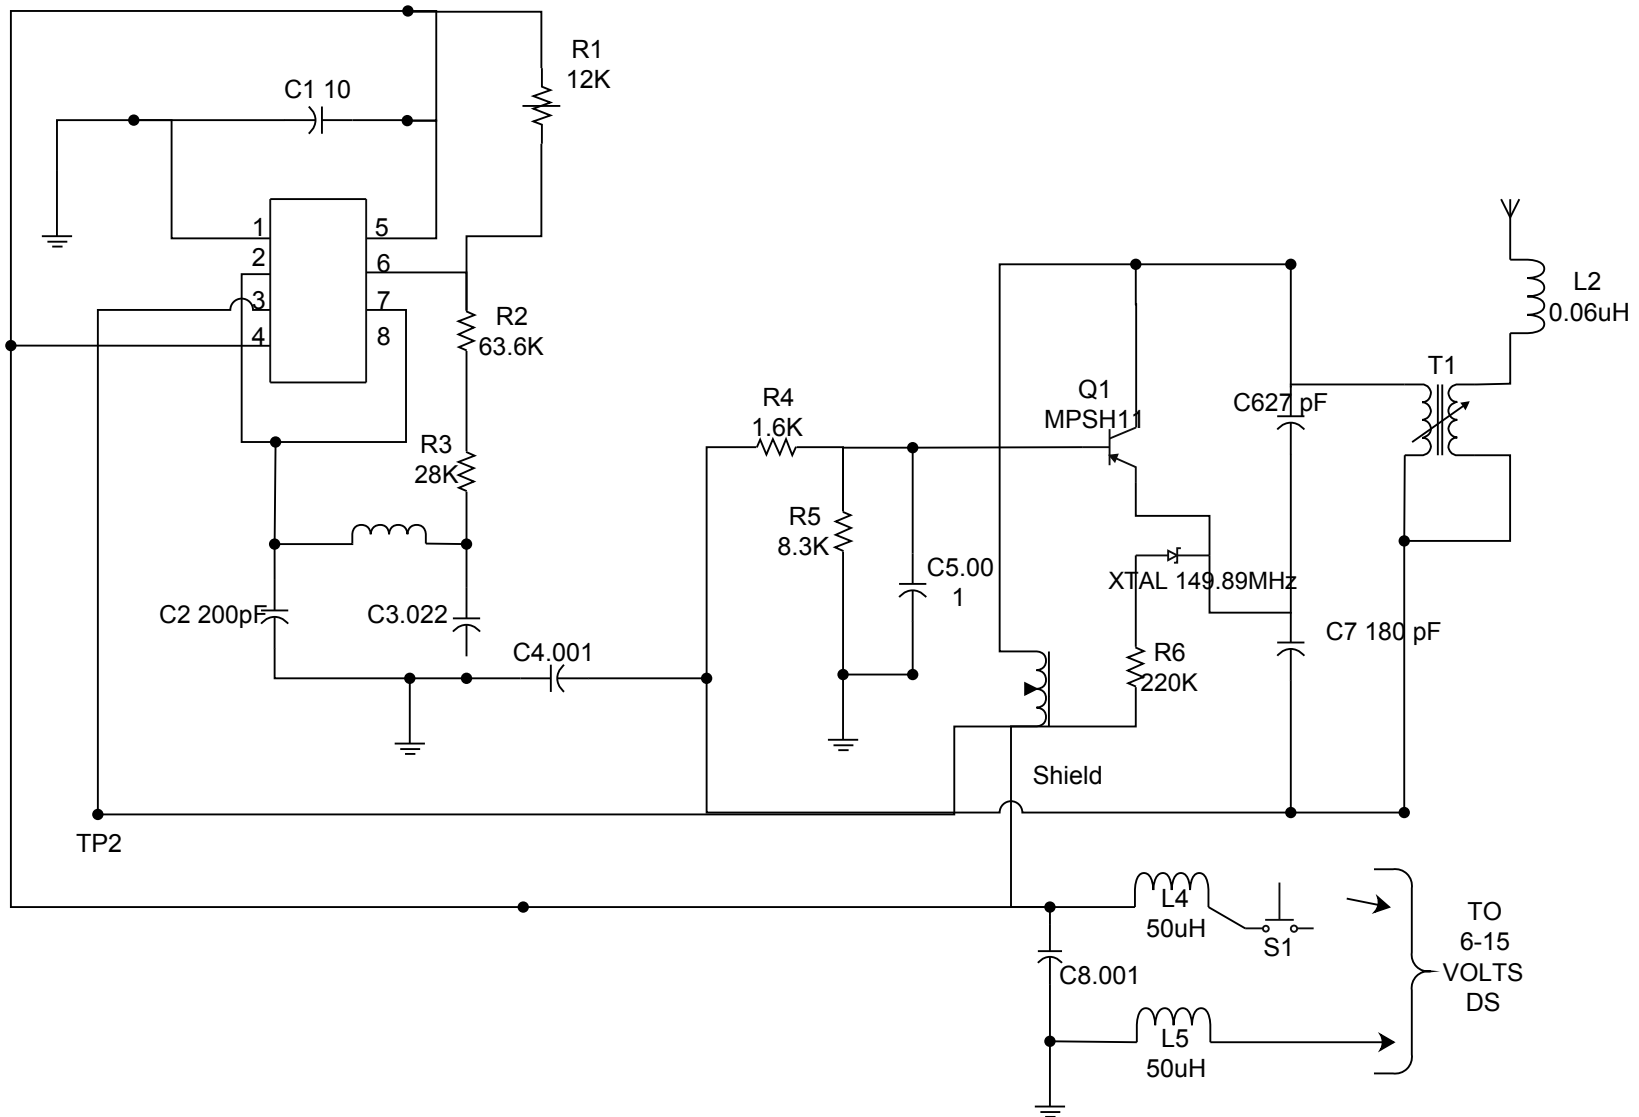 R1
12K
C1 10
1
5
2
6
3
7
4
8
R2
63.6K
R3
28K
C2 200pF
C3.022
C4.001
TP2
R4
1.6K
R5
8.3K
C5.00
1
Q1
MPSH11
XTAL 149.89MHz
R6
220K
Shield
C627 pF
C7 180 pF
T1
L2
0.06uH
L4
50uH
S1
C8.001
L5
50uH
TO
6-15
VOLTS
DS